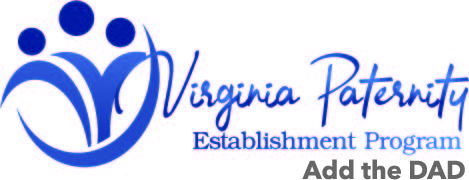 Virginia Paternity
Establishment Program
Add the DAD